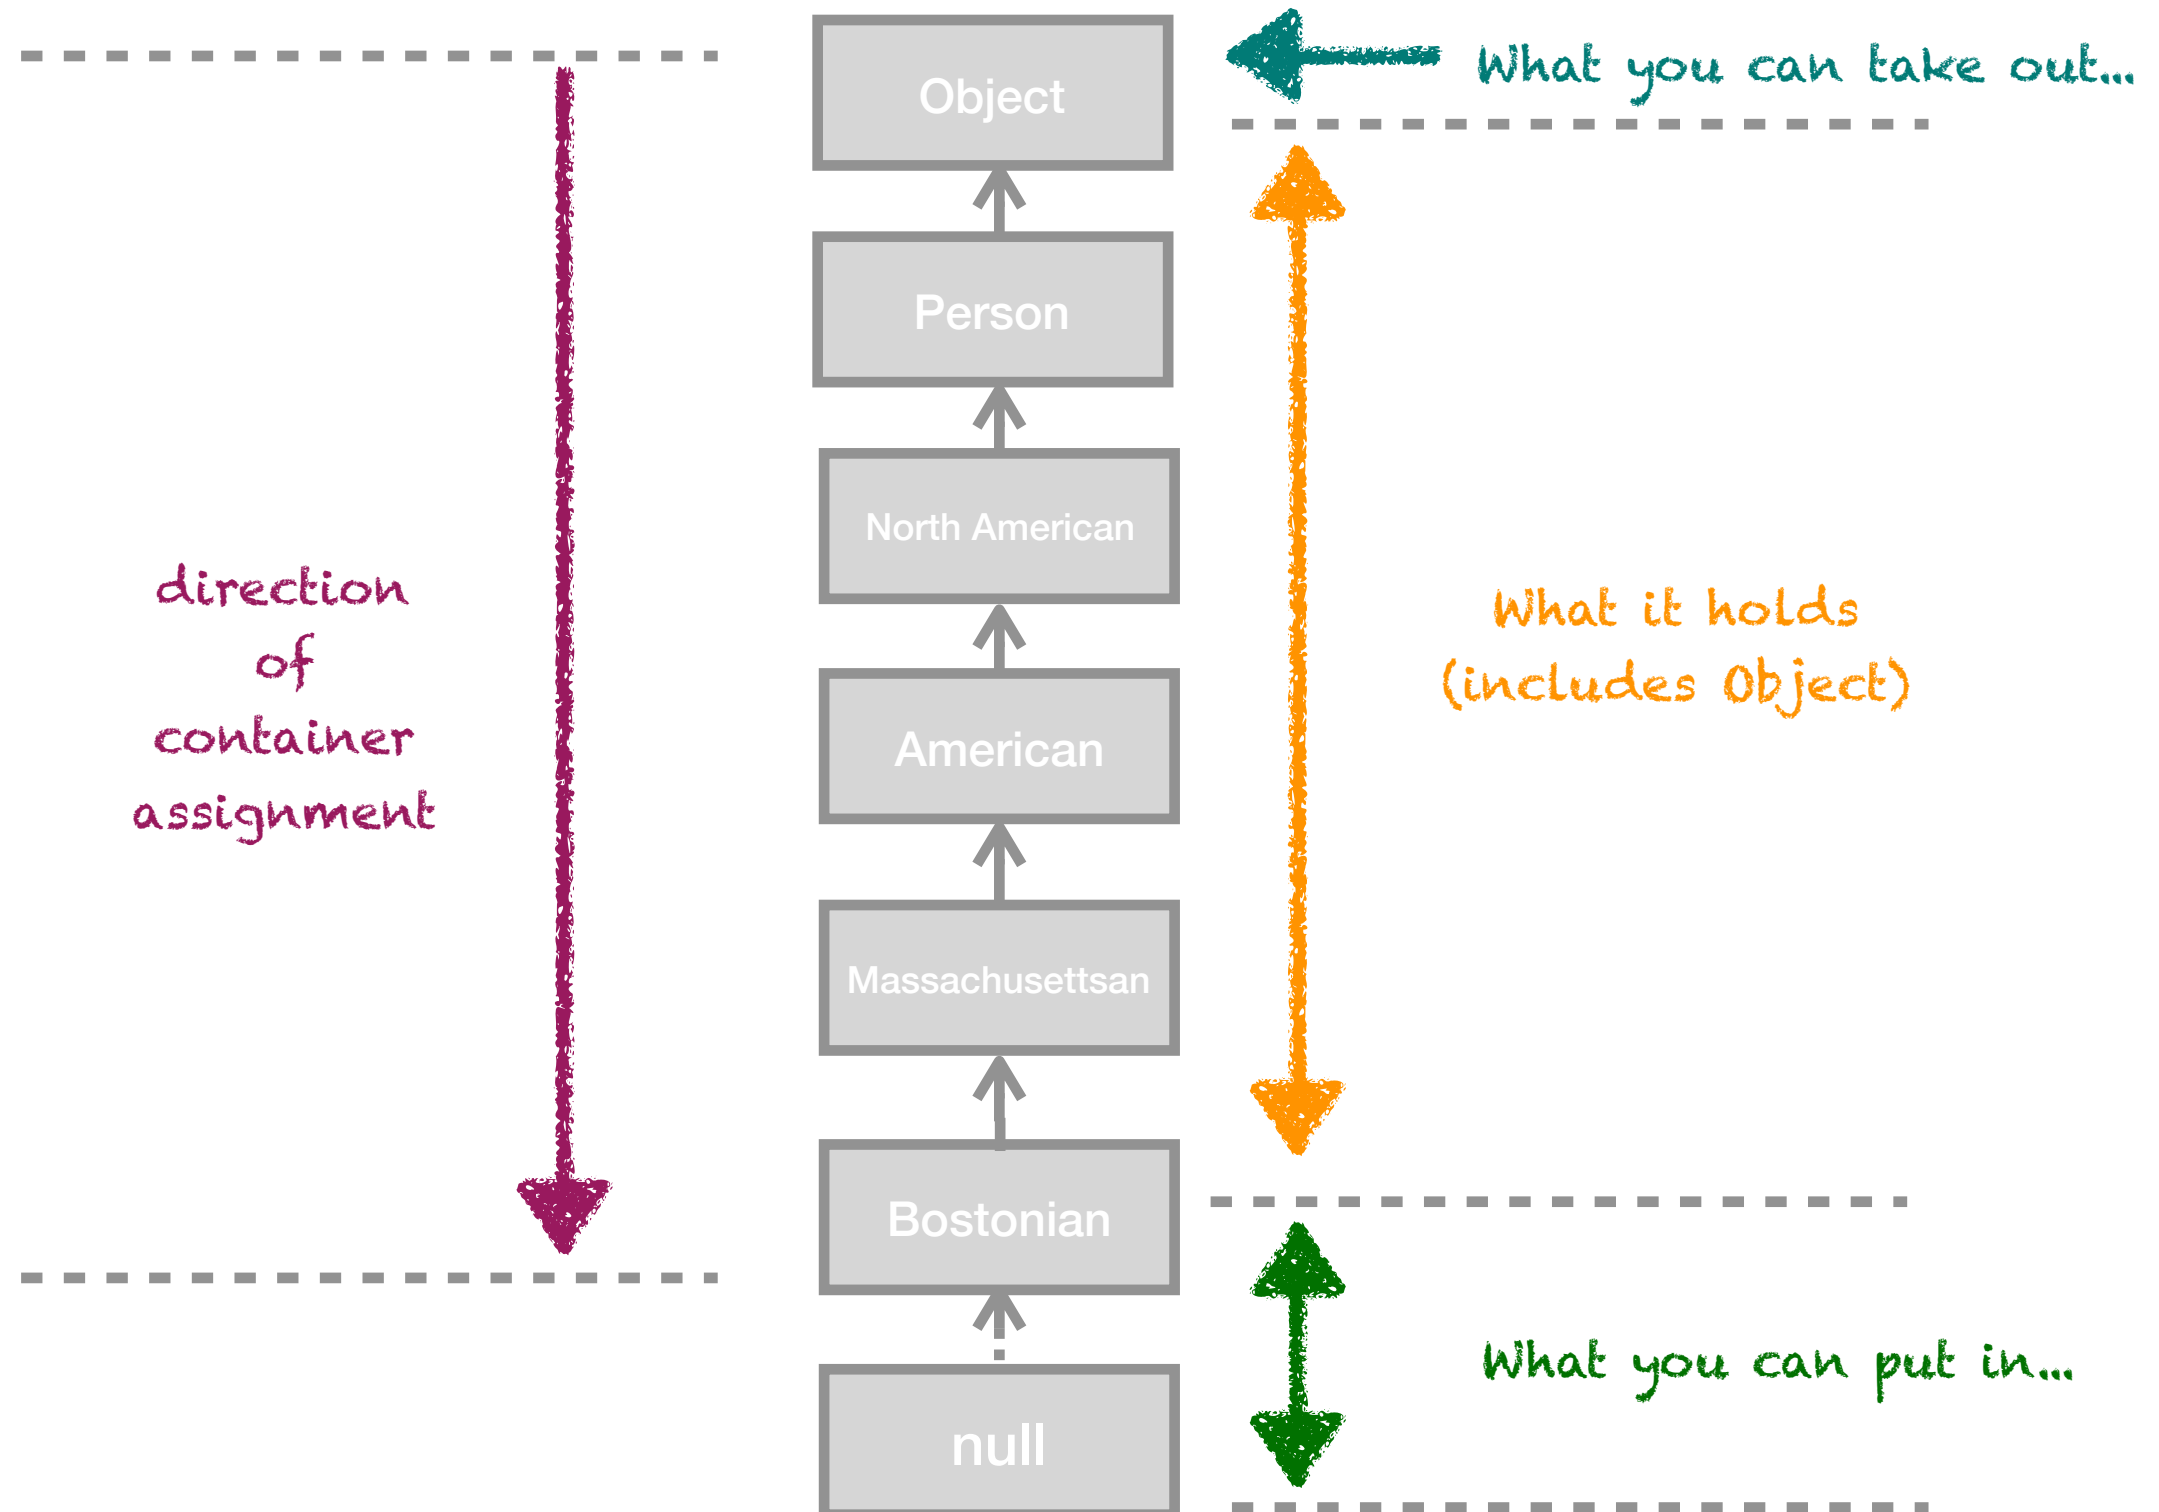 Object
What you can take out...
Person
North American
direction
of
container
assignment
What it holds
(includes Object)
American
Massachusettsan
Bostonian
What you can put in...
null